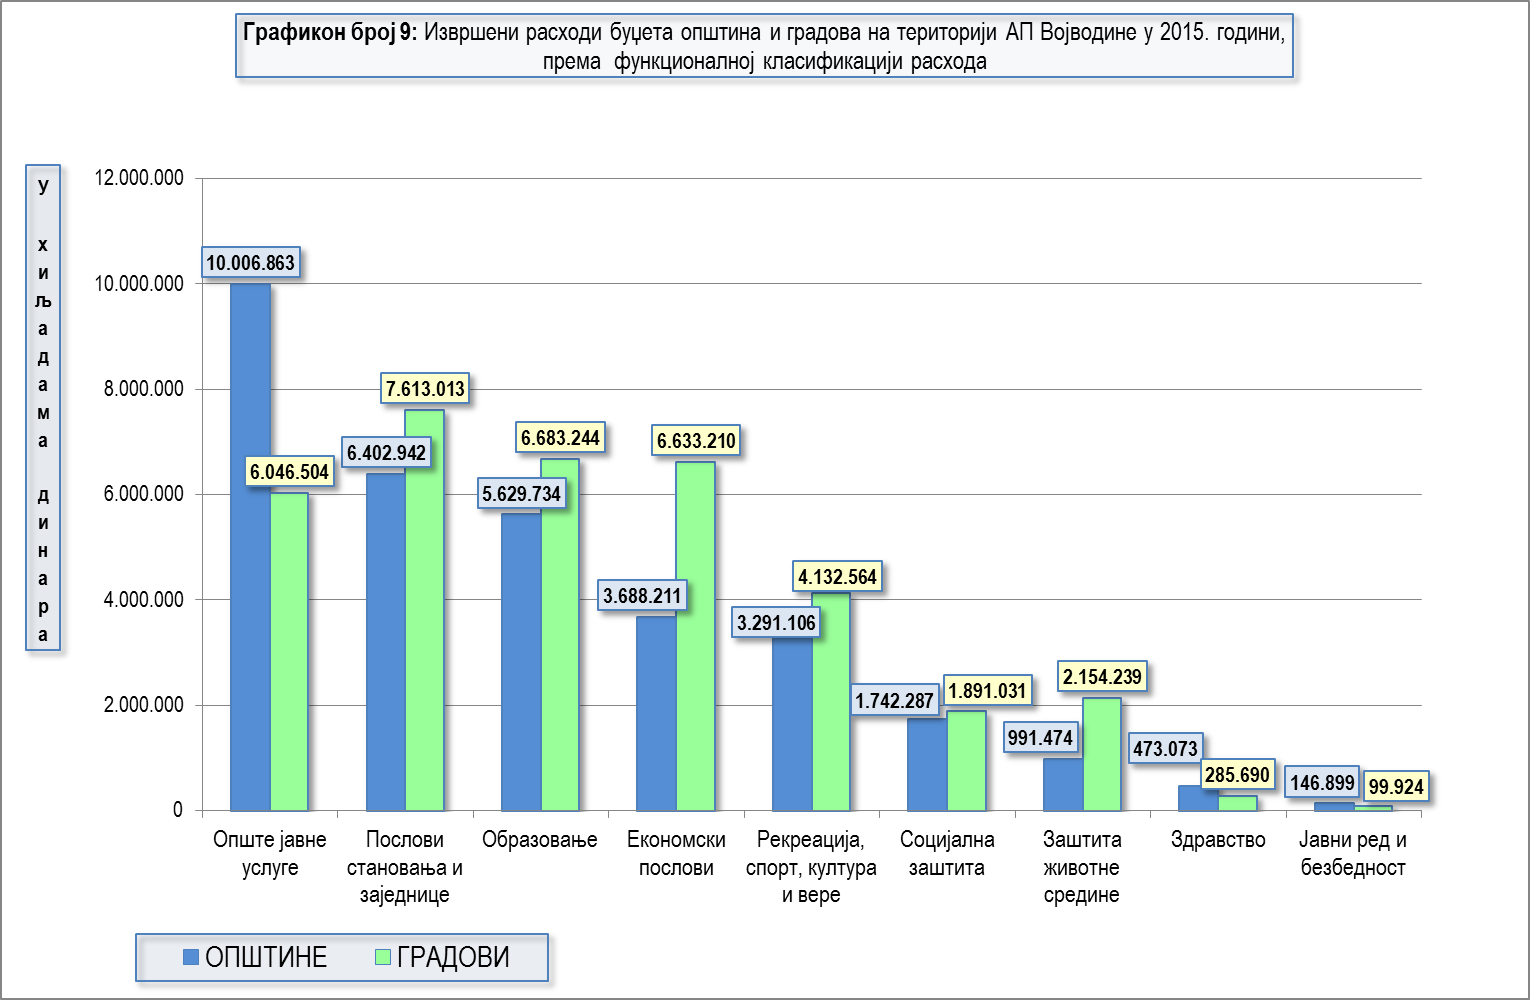 Графикон број 9: Извршени расходи буџета општина и градова на територији АП Војводине у 2015. години,
према функционалној класификацији расхода
у хиљадама динара
12.000.000
10.000.000
8.000.000
6.000.000
4.000.000
2.000.000
0
10.006.863
6.046.504
6.402.942
7.613.013
5.629.734
6.683.244
3.688.211
6.633.210
3.291.106
4.132.564
1.742.287
1.891.031
991.474
2.154.239
473.073
285.690
146.899
99.924
Опште јавне
услуге
Послови
становања и
заједнице
Образовање
Економски
послови
Рекреација,
спорт, култура
и вере
Социјална
заштита
Заштита
животне
средине
Здравство
Јавни ред и
безбедност
ОПШТИНЕ
ГРАДОВИ